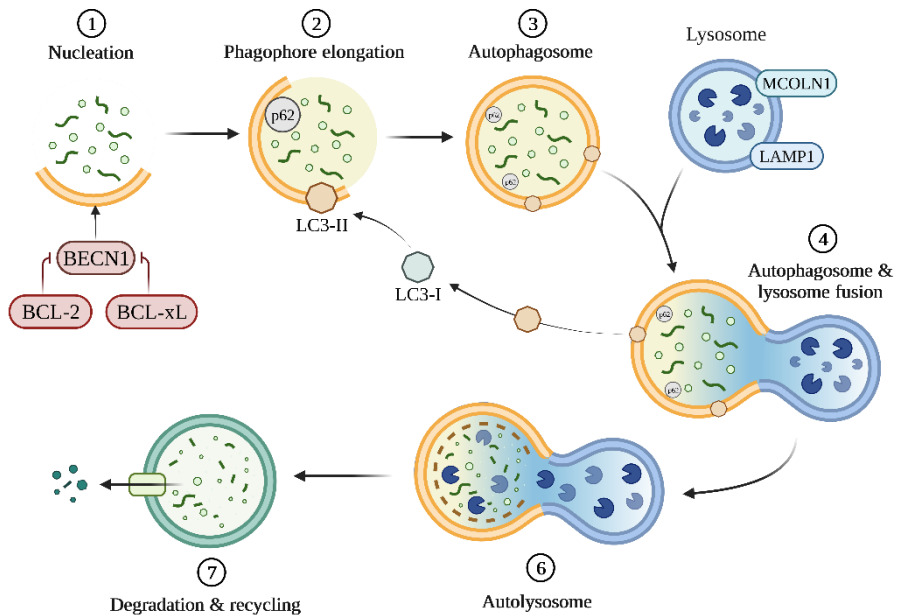 1
Nucleation
2
Phagophore elongation
3
Autophagosome
Lysosome
MCOLN1
LAMP1
p62
LC3-II
p62
p62
BECN1
BCL-2
BCL-xL
LC3-I
4
Autophagosome &
lysosome fusion
p62
p62
7
Degradation & recycling
6
Autolysosome